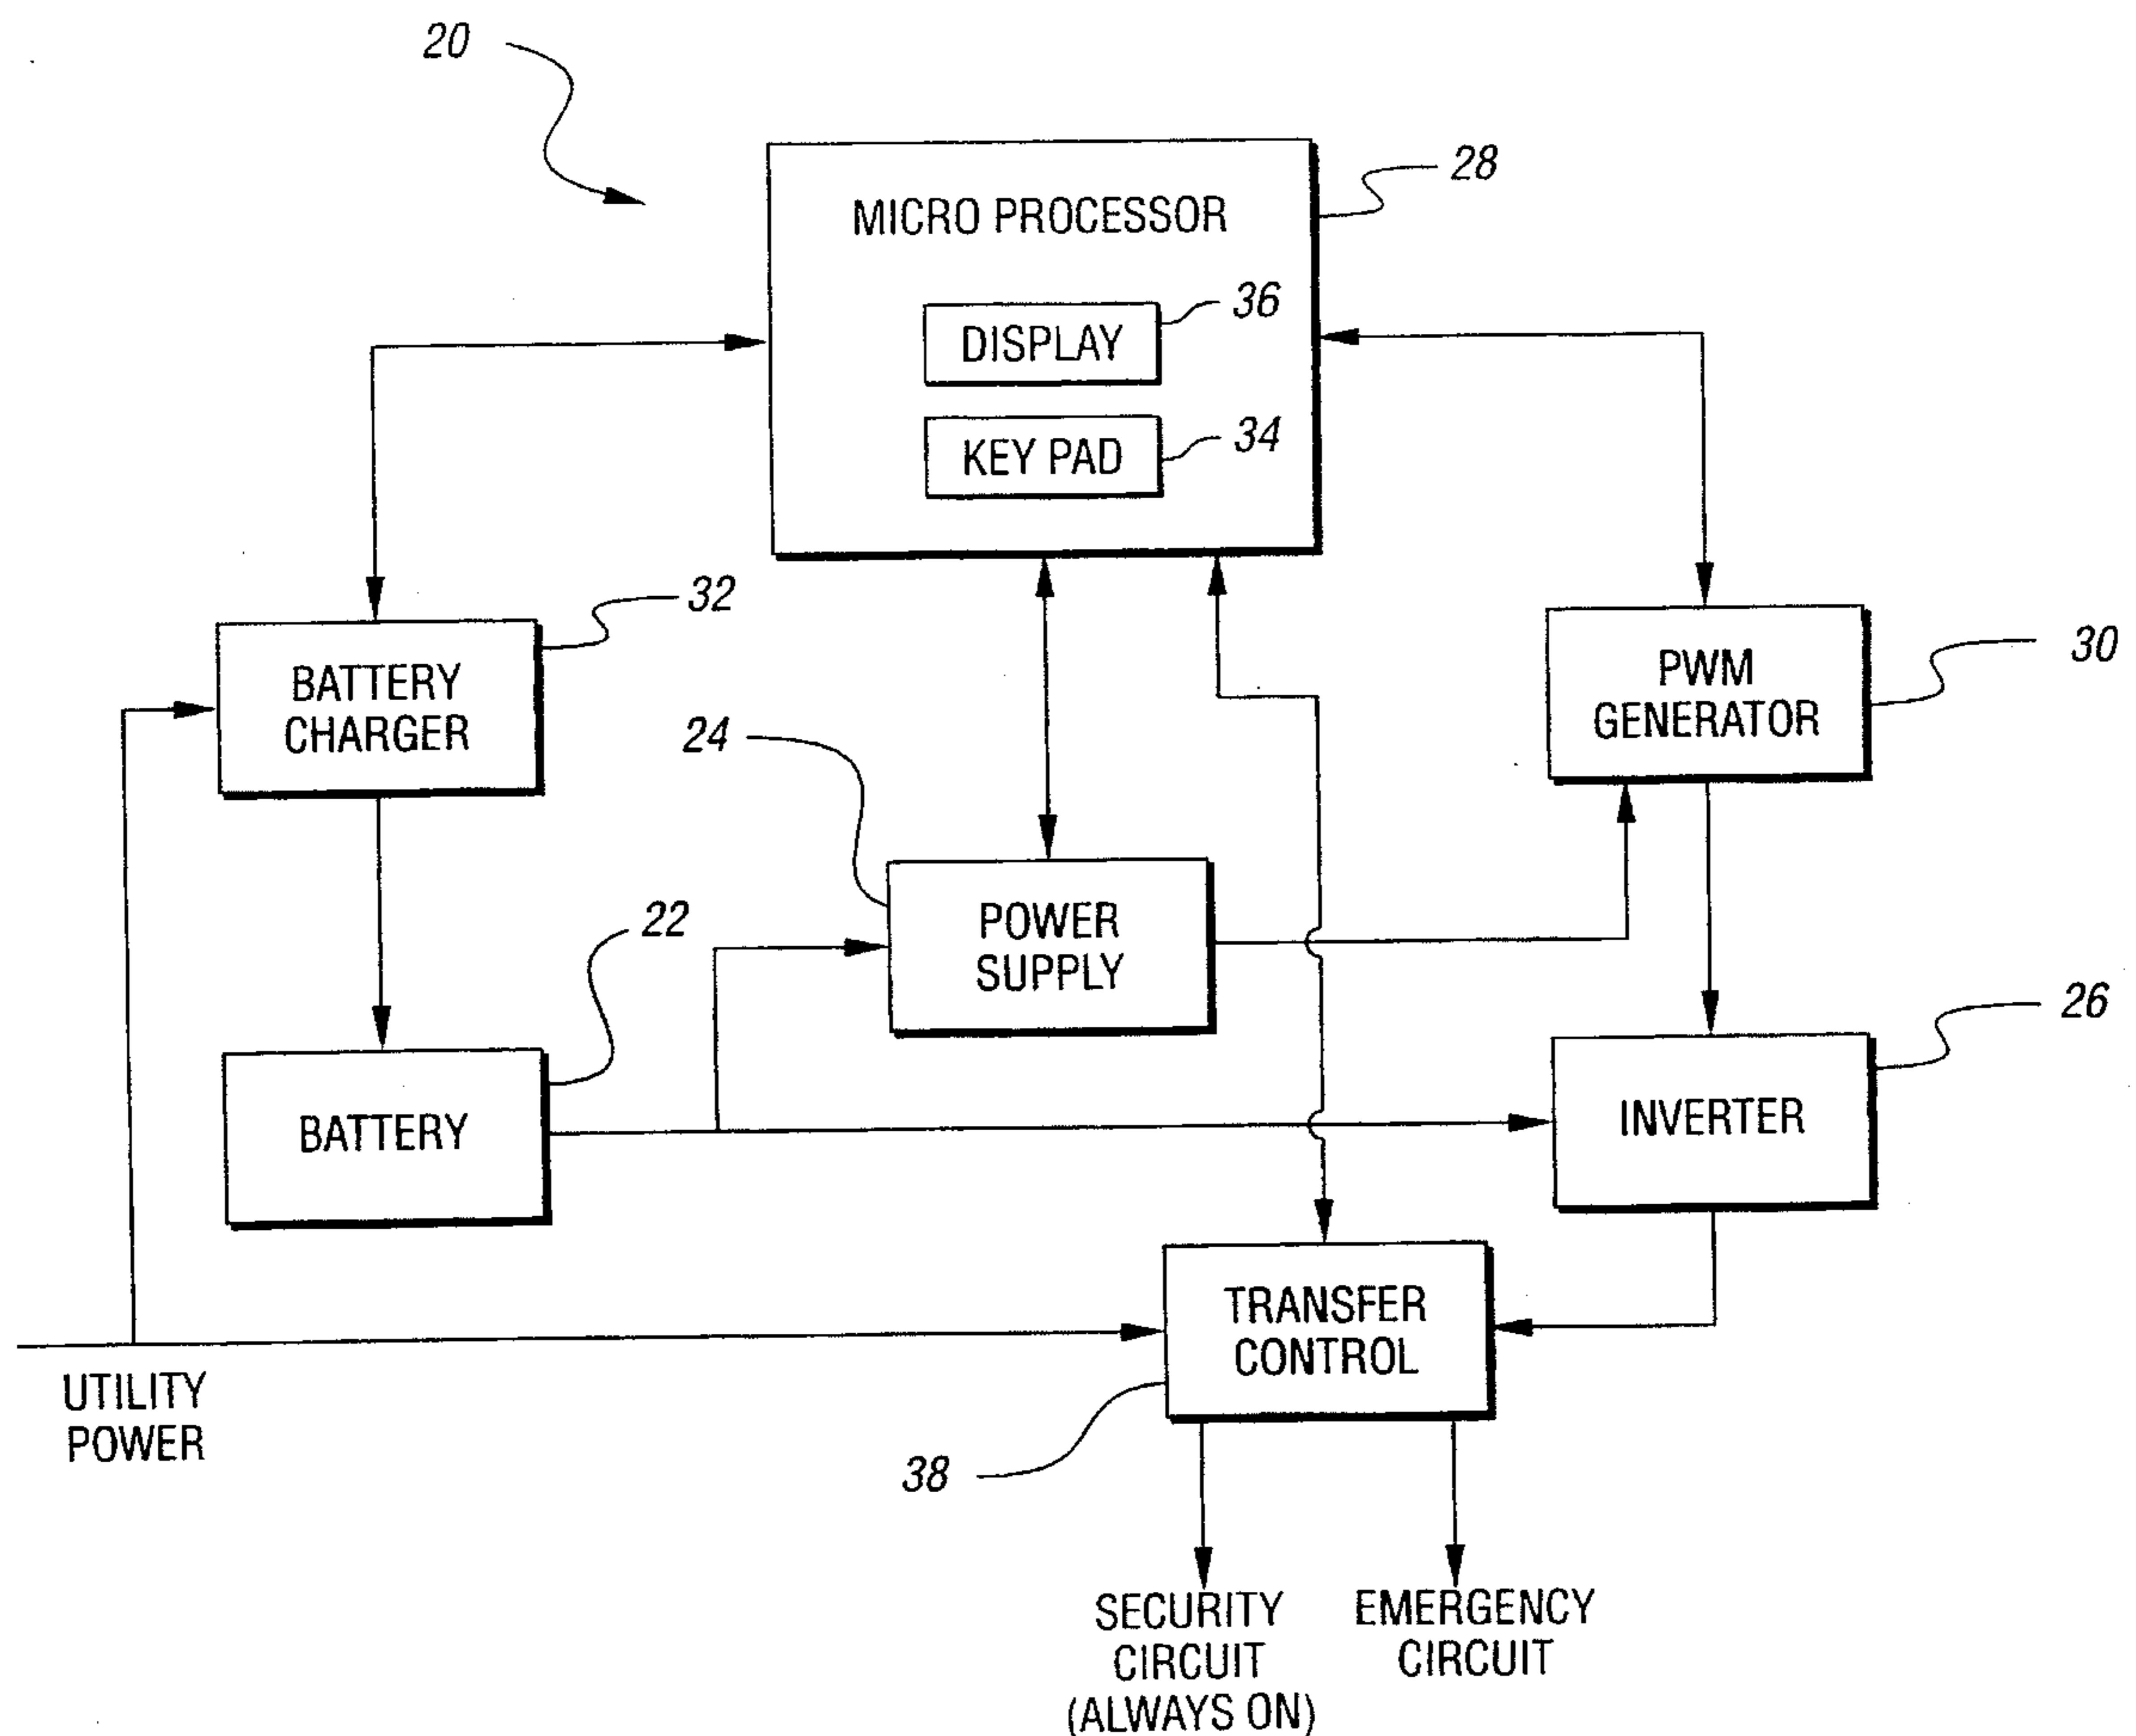 20
MICRO PROCESSOR
28
DISPLAY
36
KEY PAD
34
BATTERY
CHARGER
32
PWM
GENERATOR
30
24
POWER
SUPPLY
22
BATTERY
INVERTER
26
TRANSFER
CONTROL
38
UTILITY
POWER
SECURITY
CIRCUIT
(ALWAYS ON)
EMERGENCY
CIRCUIT